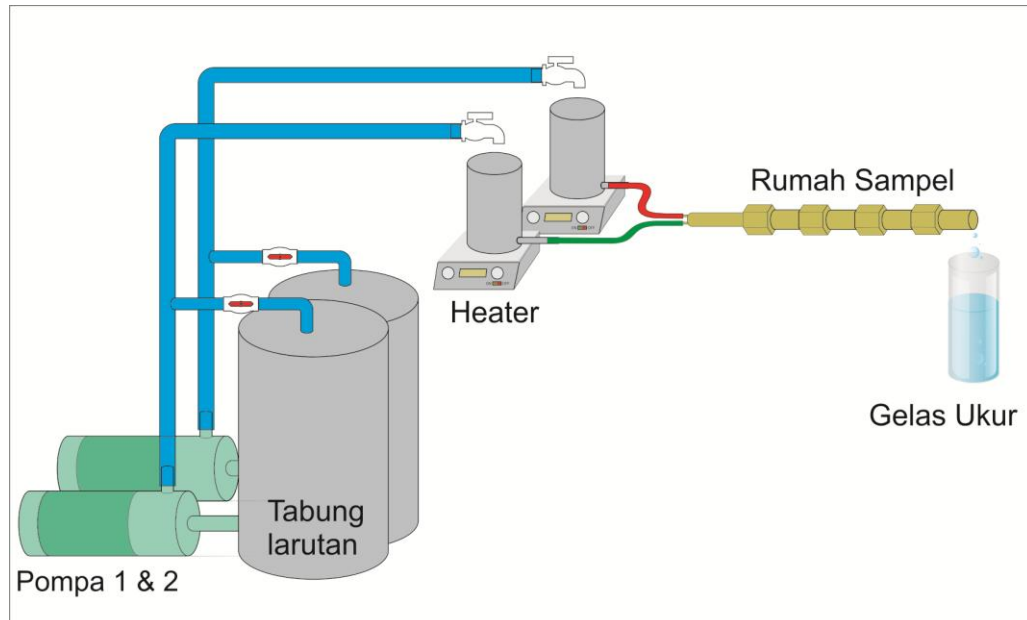 Rumah Sampel
Heater
Gelas Ukur
Tabung
larutan
Pompa 1 & 2